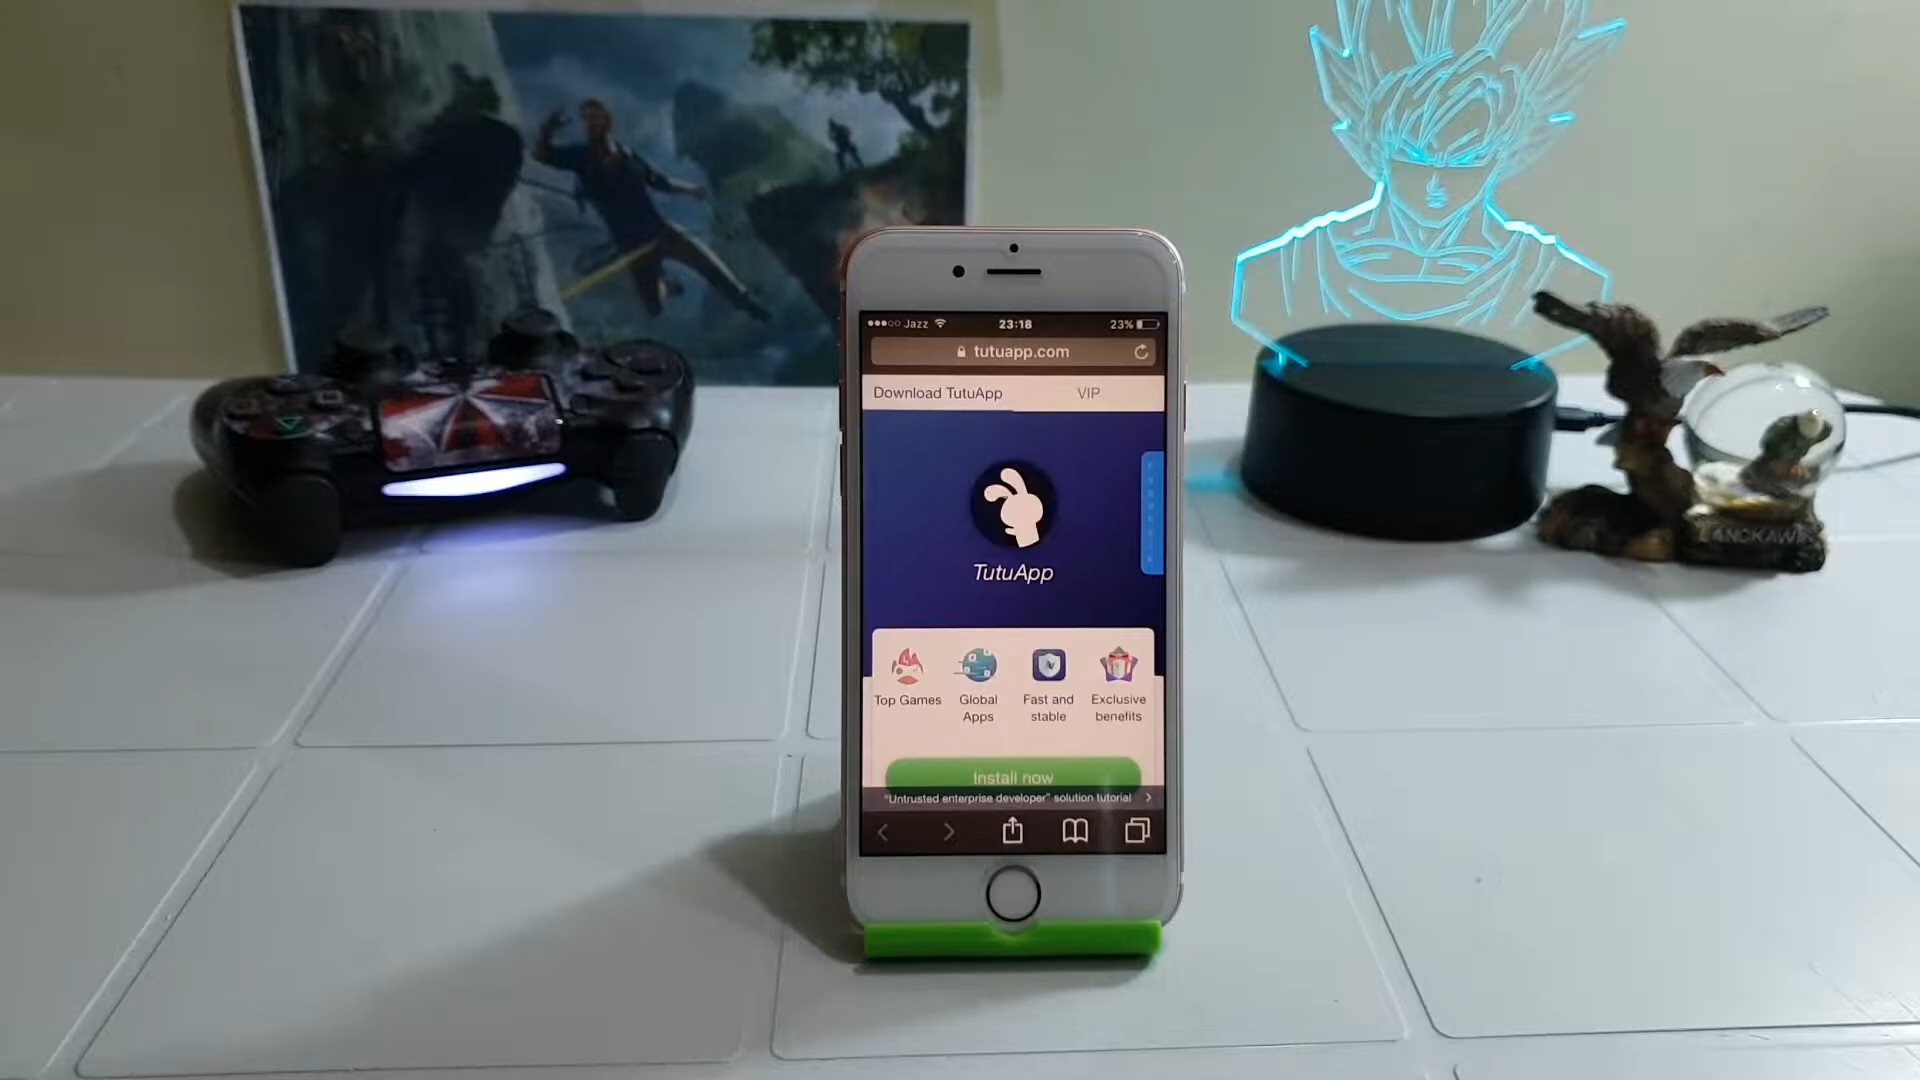 Jazz 23:18 23%
tutuapp.com
Download TutuApp VIP
TutuApp
Top Games Global Apps Fast and stable Exclusive benefits
Install now
“Untrusted enterprise developer” solution tutorial
LANGKAWI